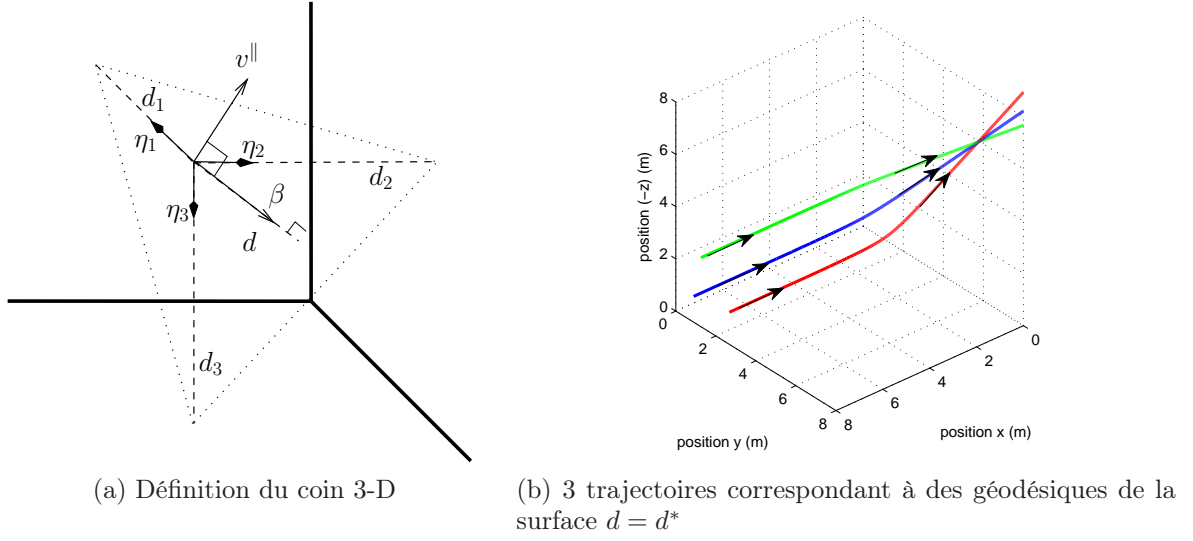 v∥
d₁
η₁
η₂
d₂
β
η₃
d
d₃
(a) Définition du coin 3-D
8
6
4
2
0
position (−z) (m)
0
2
4
6
8
position y (m)
8
6
4
2
0
position x (m)
(b) 3 trajectoires correspondant à des géodésiques de la
surface d = d*